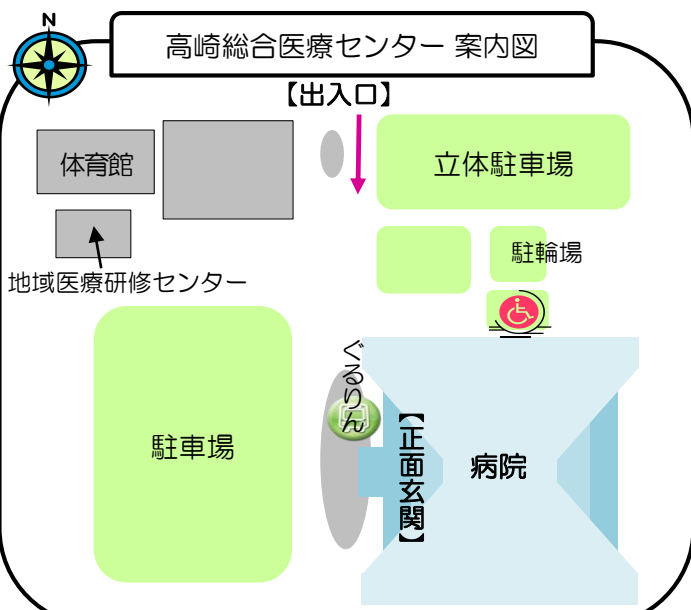 N
高崎総合医療センター 案内図
【出入口】
体育館
立体駐車場
駐輪場
地域医療研修センター
ぐるりん
駐車場
【正面玄関】
病院